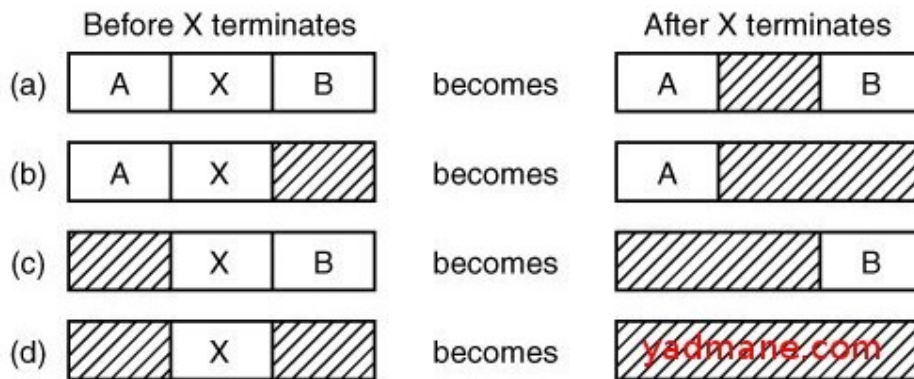 Before X terminates After X terminates
(a) A X B becomes A B
(b) A X becomes A
(c) X B becomes B
(d) X becomes yadmane.com